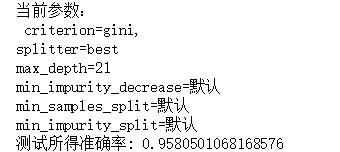 当前参数:
criterion=gini,
splitter=best
max_depth=21
min_impurity_decrease=默认
min_samples_split=默认
min_impurity_split=默认
测试所得准确率: 0.9580501068168576